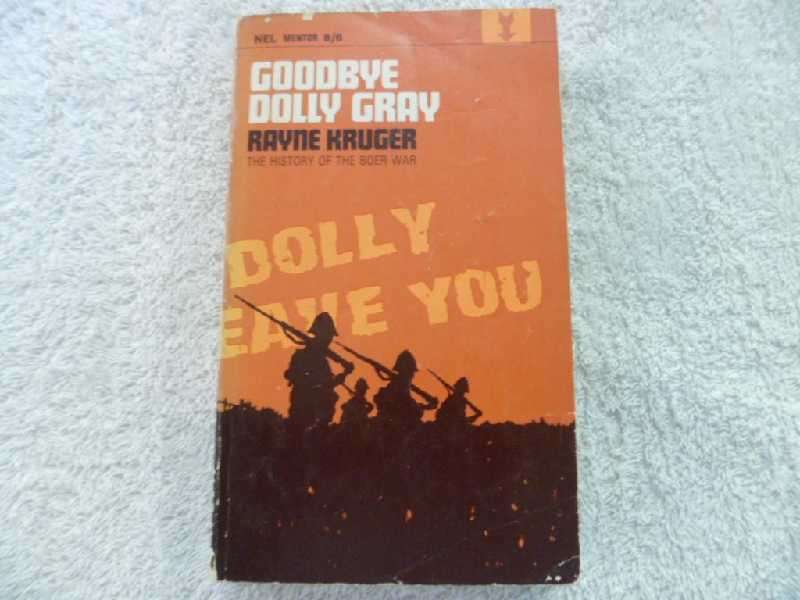 NEL MENTOR 8/6
GOODBYE
DOLLY GRAY
RAYNE KRUGER
THE HISTORY OF THE BOER WAR
DOLLY
EAVE YOU